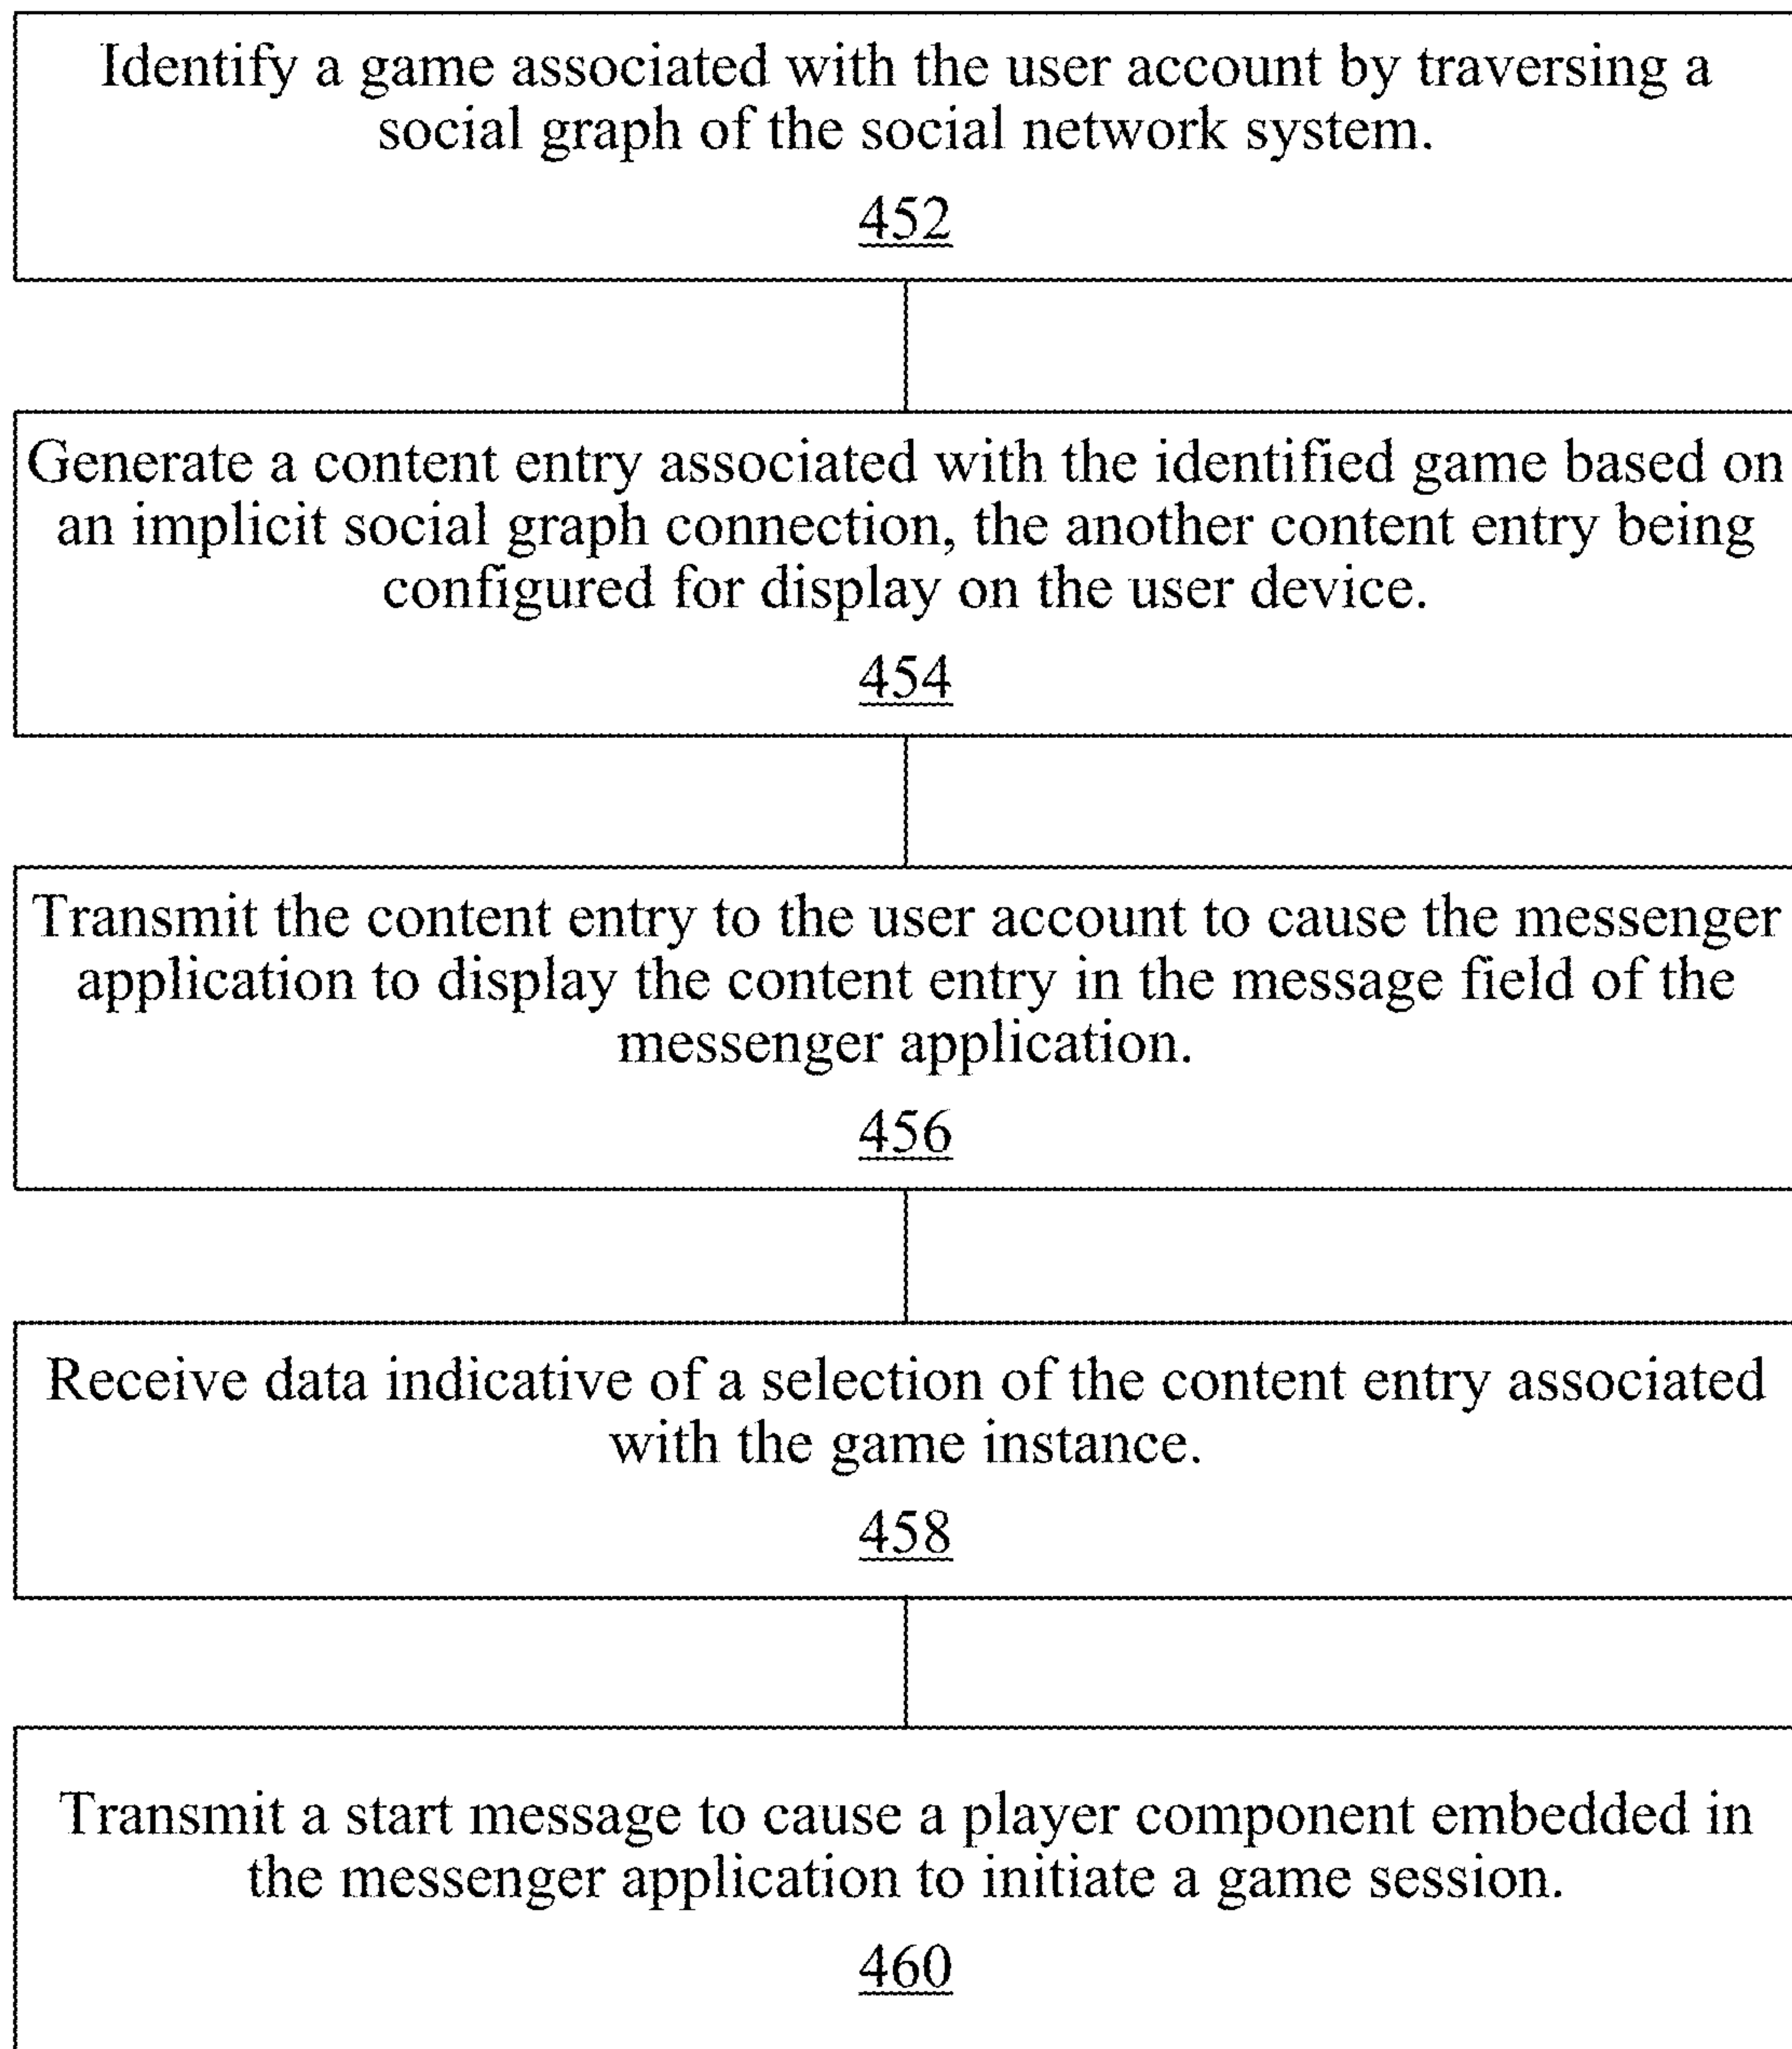 Identify a game associated with the user account by traversing a
social graph of the social network system.
452
Generate a content entry associated with the identified game based on
an implicit social graph connection, the another content entry being
configured for display on the user device.
454
Transmit the content entry to the user account to cause the messenger
application to display the content entry in the message field of the
messenger application.
456
Receive data indicative of a selection of the content entry associated
with the game instance.
458
Transmit a start message to cause a player component embedded in
the messenger application to initiate a game session.
460